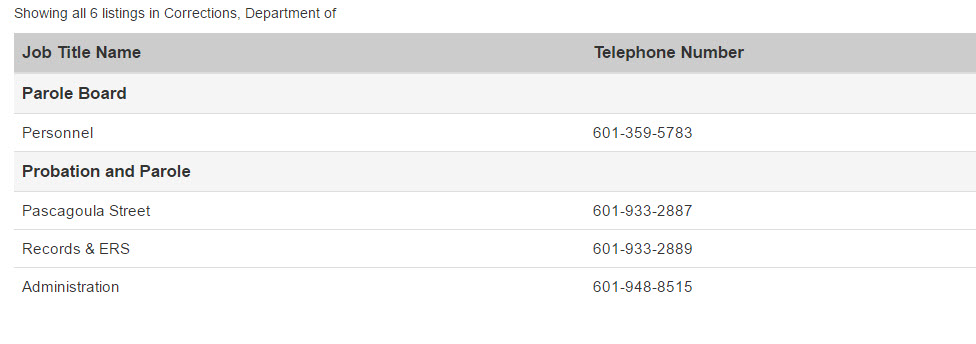 Showing all 6 listings in Corrections, Department of
Job Title Name Telephone Number
Parole Board
Personnel 601-359-5783
Probation and Parole
Pascagoula Street 601-933-2887
Records & ERS 601-933-2889
Administration 601-948-8515